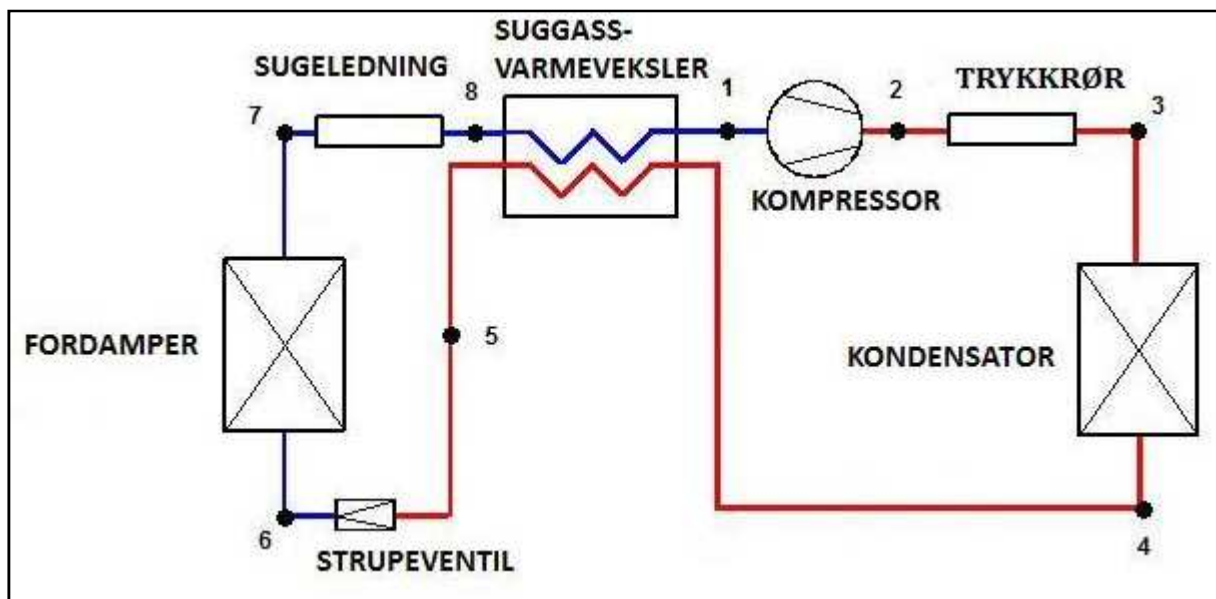 SUGGASS-
VARMEVEKSLER
SUGELEDNING
TRYKKRØR
7
8
1
2
3
KOMPRESSOR
FORDAMPER
5
KONDENSATOR
6
STRUPEVENTIL
4